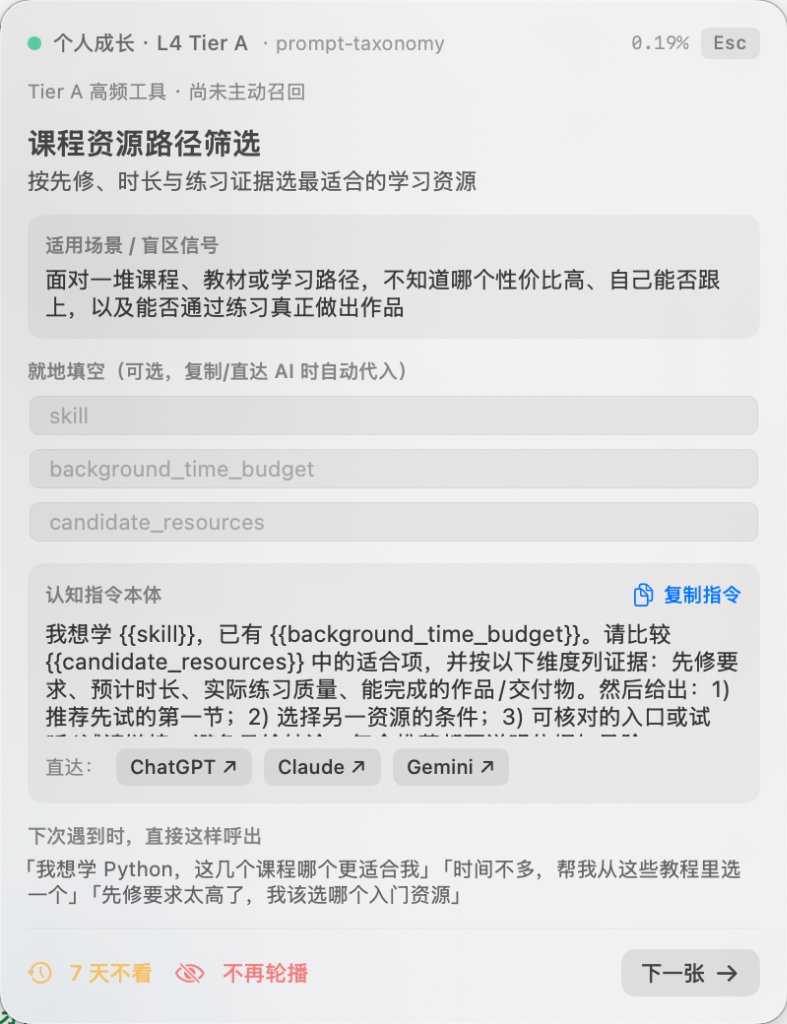 个人成长 · L4 Tier A · prompt-taxonomy 0.19% Esc
Tier A 高频工具 · 尚未主动召回
课程资源路径筛选
按先修、时长与练习证据选最适合的学习资源
适用场景 / 盲区信号
面对一堆课程、教材或学习路径，不知道哪个性价比高、自己能否跟
上，以及能否通过练习真正做出作品
就地填空（可选，复制/直达 AI 时自动代入）
skill
background_time_budget
candidate_resources
认知指令本体 复制指令
我想学 {{skill}}，已有 {{background_time_budget}}。请比较
{{candidate_resources}} 中的适合项，并按以下维度列证据：先修要
求、预计时长、实际练习质量、能完成的作品/交付物。然后给出：1)
推荐先试的第一节；2) 选择另一资源的条件；3) 可核对的入口或试
直达： ChatGPT ↗ Claude ↗ Gemini ↗
下次遇到时，直接这样呼出
「我想学 Python，这几个课程哪个更适合我」「时间不多，帮我从这些教程里选
一个」「先修要求太高了，我该选哪个入门资源」
7 天不看 不再轮播 下一张 →